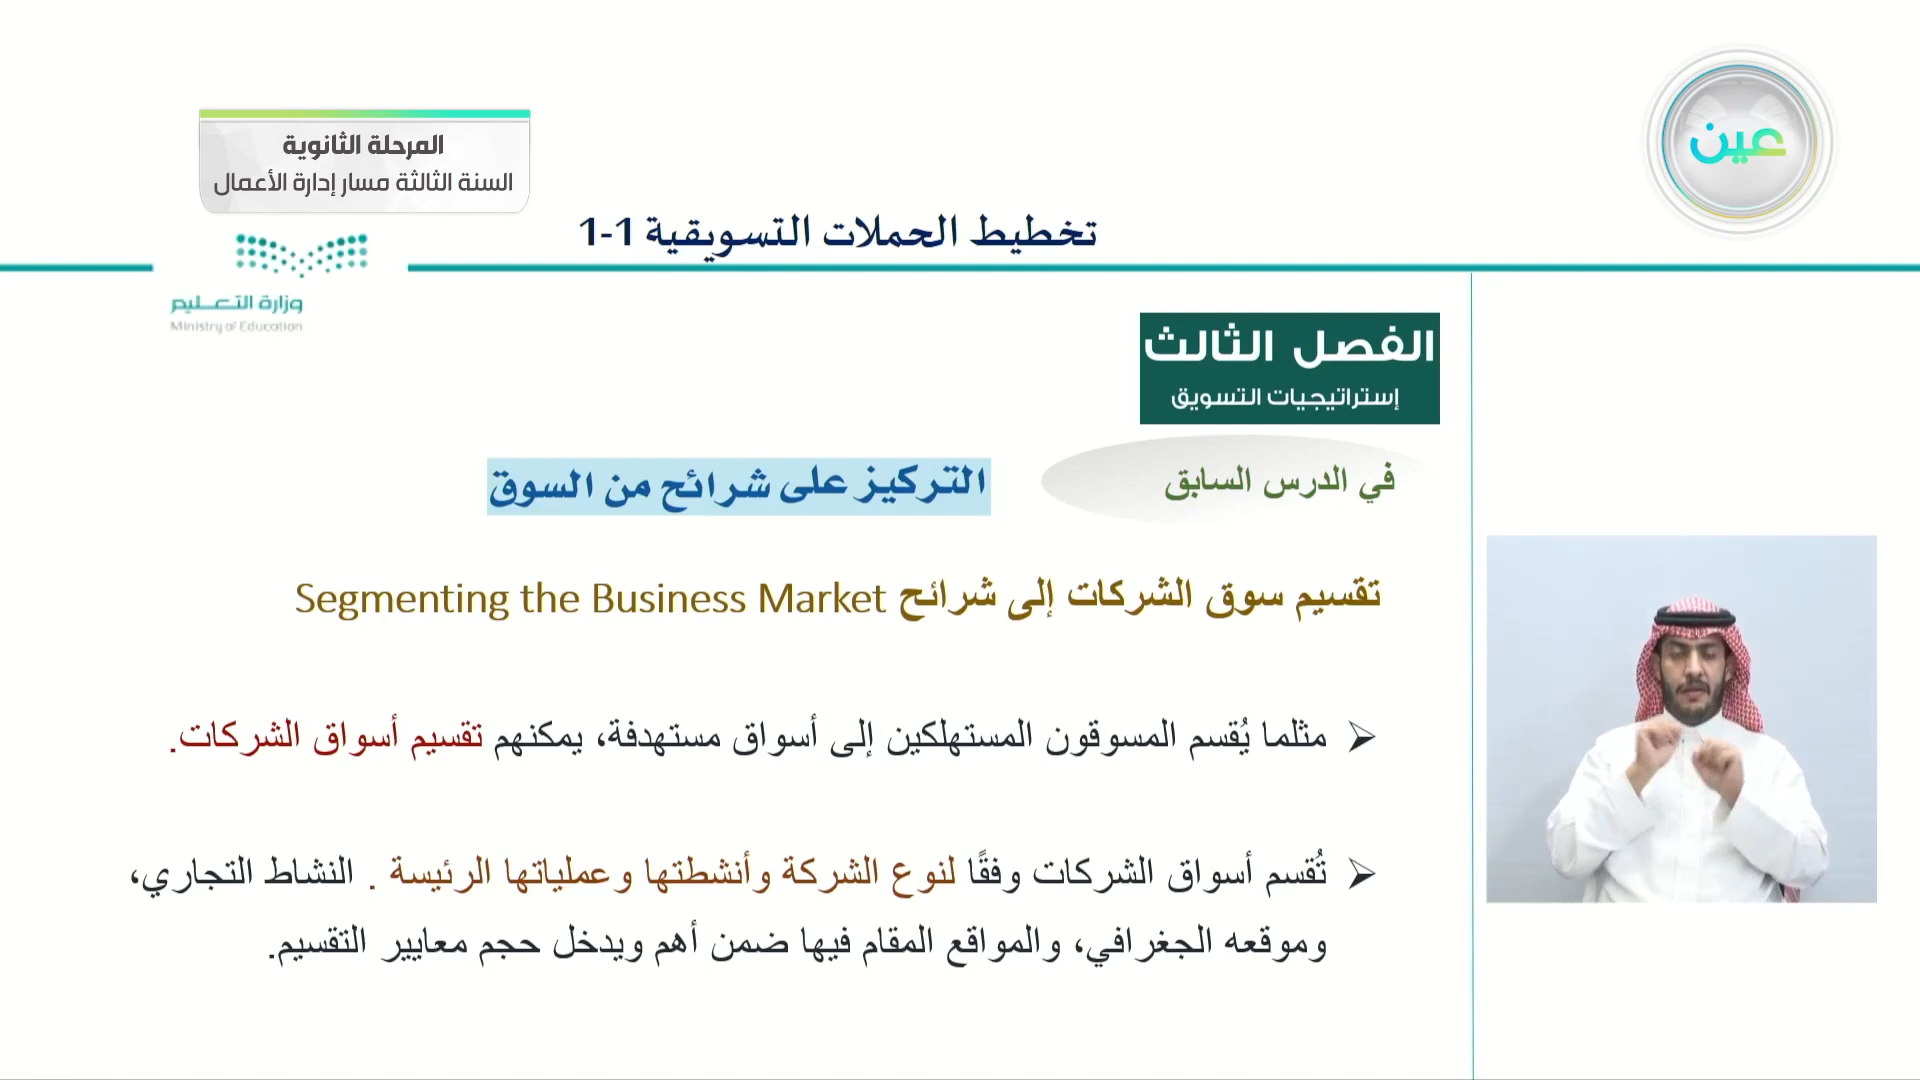 عين
المرحلة الثانوية
السنة الثالثة مسار إدارة الأعمال
تخطيط الحملات التسويقية 1-1
وزارة التعليم
Ministry of Education
الفصل الثالث
إستراتيجيات التسويق
في الدرس السابق
التركيز على شرائح من السوق
تقسيم سوق الشركات إلى شرائح Segmenting the Business Market
مثلما يُقسم المسوقون المستهلكين إلى أسواق مستهدفة، يمكنهم تقسيم أسواق الشركات.
تُقسم أسواق الشركات وفقًا لنوع الشركة وأنشطتها وعملياتها الرئيسة . النشاط التجاري،
وموقعه الجغرافي، والمواقع المقام فيها ضمن أهم ويدخل حجم معايير التقسيم.